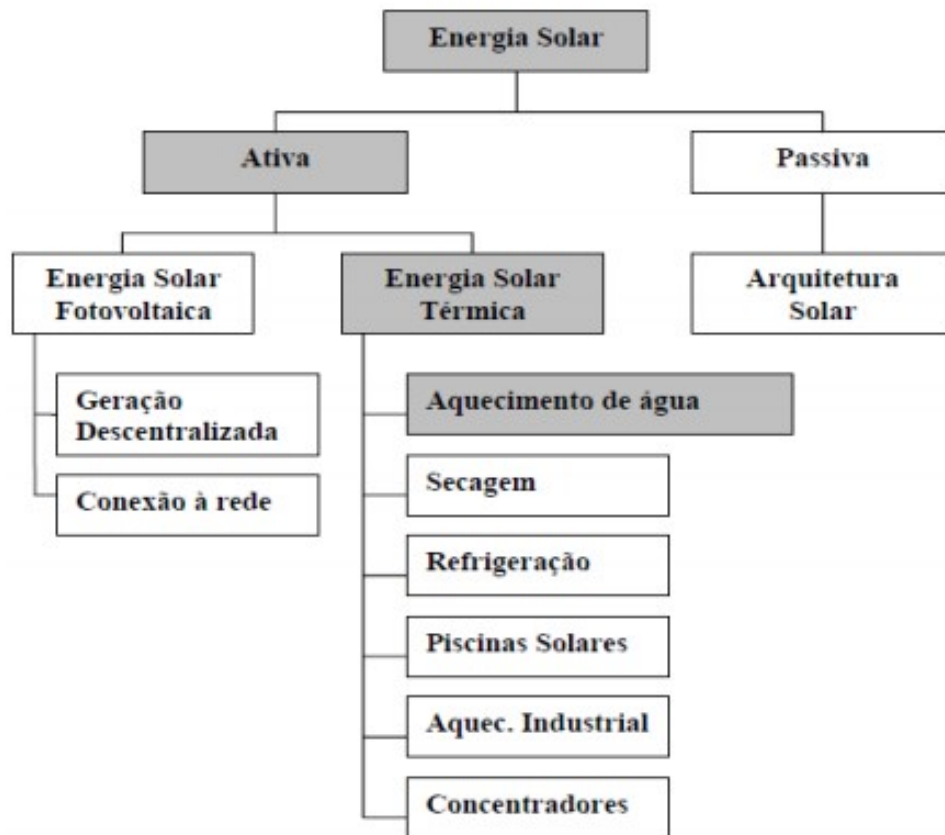 Energia Solar
Ativa
Passiva
Energia Solar
Fotovoltaica
Energia Solar
Térmica
Arquitetura
Solar
Geração
Descentralizada
Conexão à rede
Aquecimento de água
Secagem
Refrigeração
Piscinas Solares
Aquec. Industrial
Concentradores